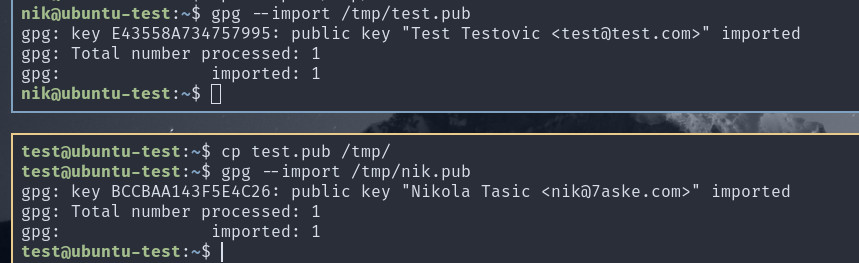 nik@ubuntu-test:~$ gpg --import /tmp/test.pub
gpg: key E43558A734757995: public key "Test Testovic <test@test.com>" imported
gpg: Total number processed: 1
gpg:               imported: 1
nik@ubuntu-test:~$
test@ubuntu-test:~$ cp test.pub /tmp/
test@ubuntu-test:~$ gpg --import /tmp/nik.pub
gpg: key BCCBAA143F5E4C26: public key "Nikola Tasic <nik@7aske.com>" imported
gpg: Total number processed: 1
gpg:               imported: 1
test@ubuntu-test:~$